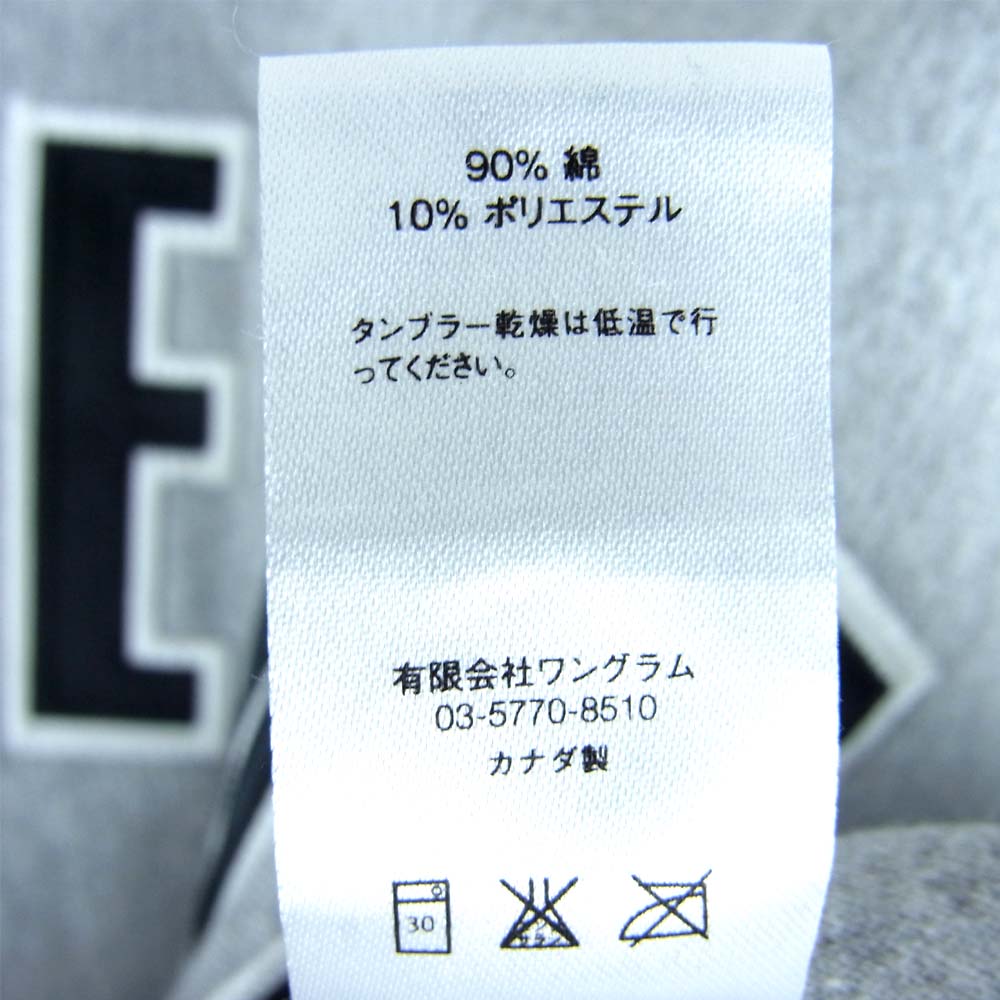 E
90% 綿
10% ポリエステル
タンブラー乾燥は低温で行
ってください。
有限会社ワングラム
03-5770-8510
カナダ製
30